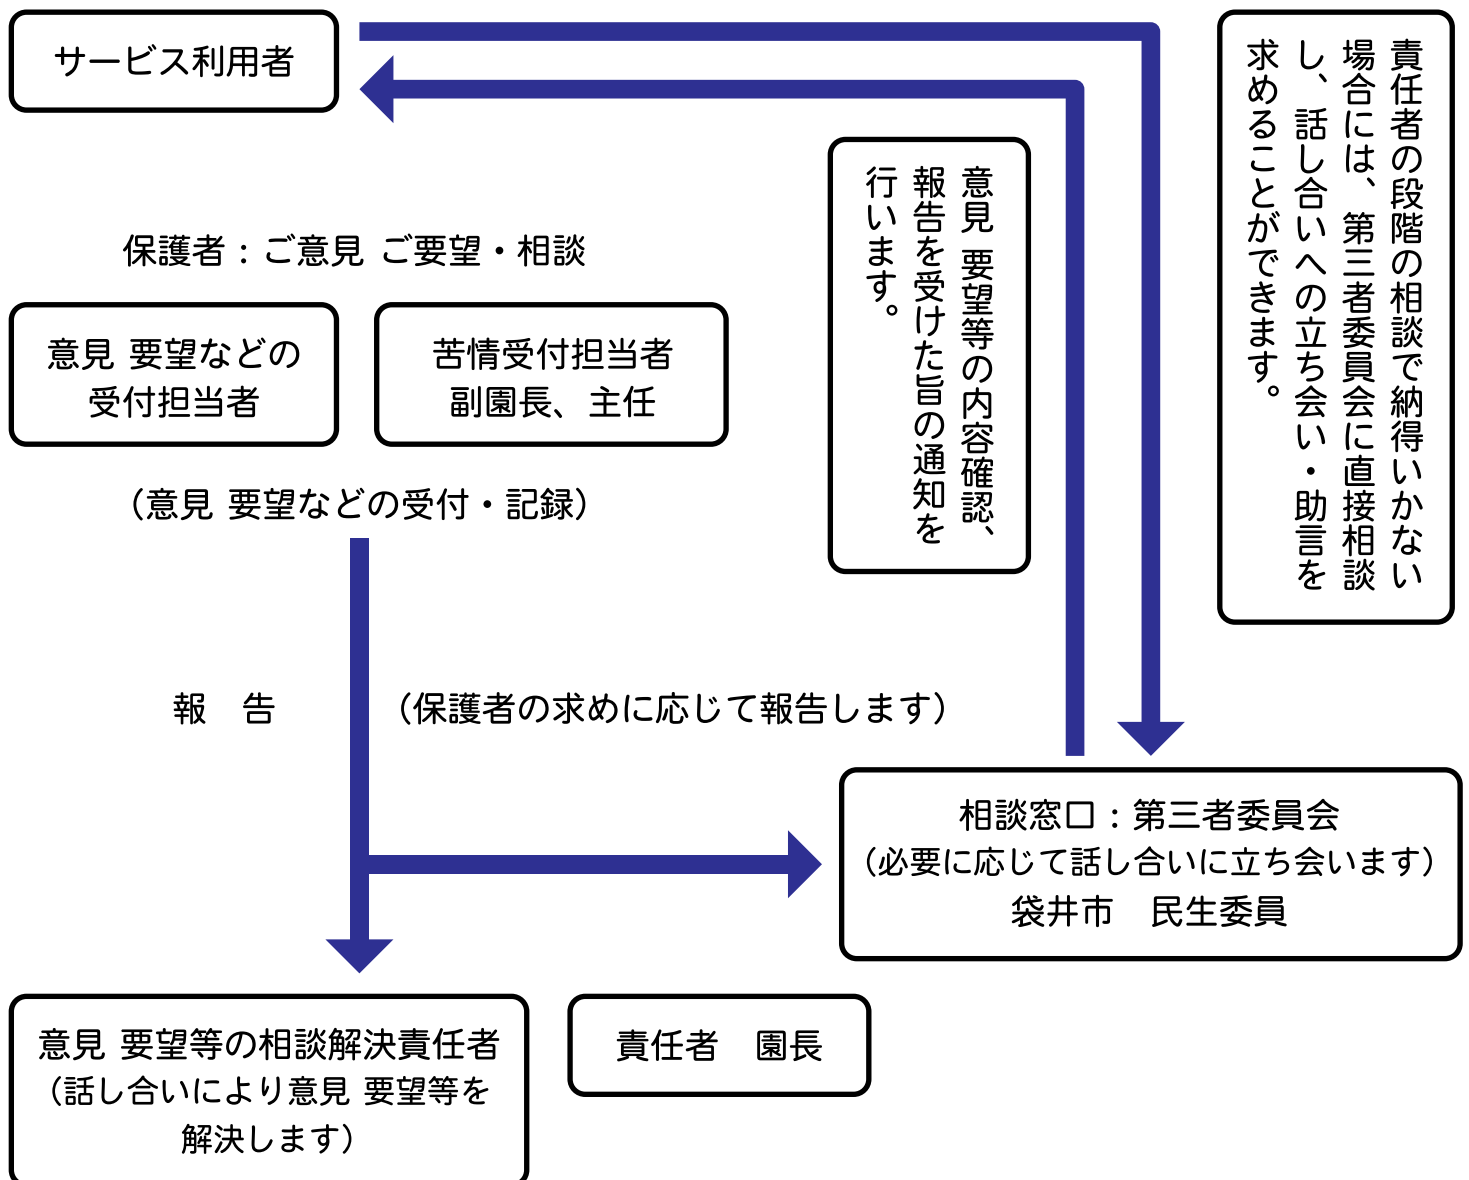 サービス利用者
責任者の段階の相談で納得いかない
場合には、第三者委員会に直接相談
し、話し合いへの立ち会い・助言を
求めることができます。
意見 要望等の内容確認、
報告を受けた旨の通知を
行います。
保護者：ご意見 ご要望・相談
意見 要望などの
受付担当者
苦情受付担当者
副園長、主任
（意見 要望などの受付・記録）
報　告
（保護者の求めに応じて報告します）
相談窓口：第三者委員会
（必要に応じて話し合いに立ち会います）
袋井市　民生委員
意見 要望等の相談解決責任者
（話し合いにより意見 要望等を
解決します）
責任者　園長